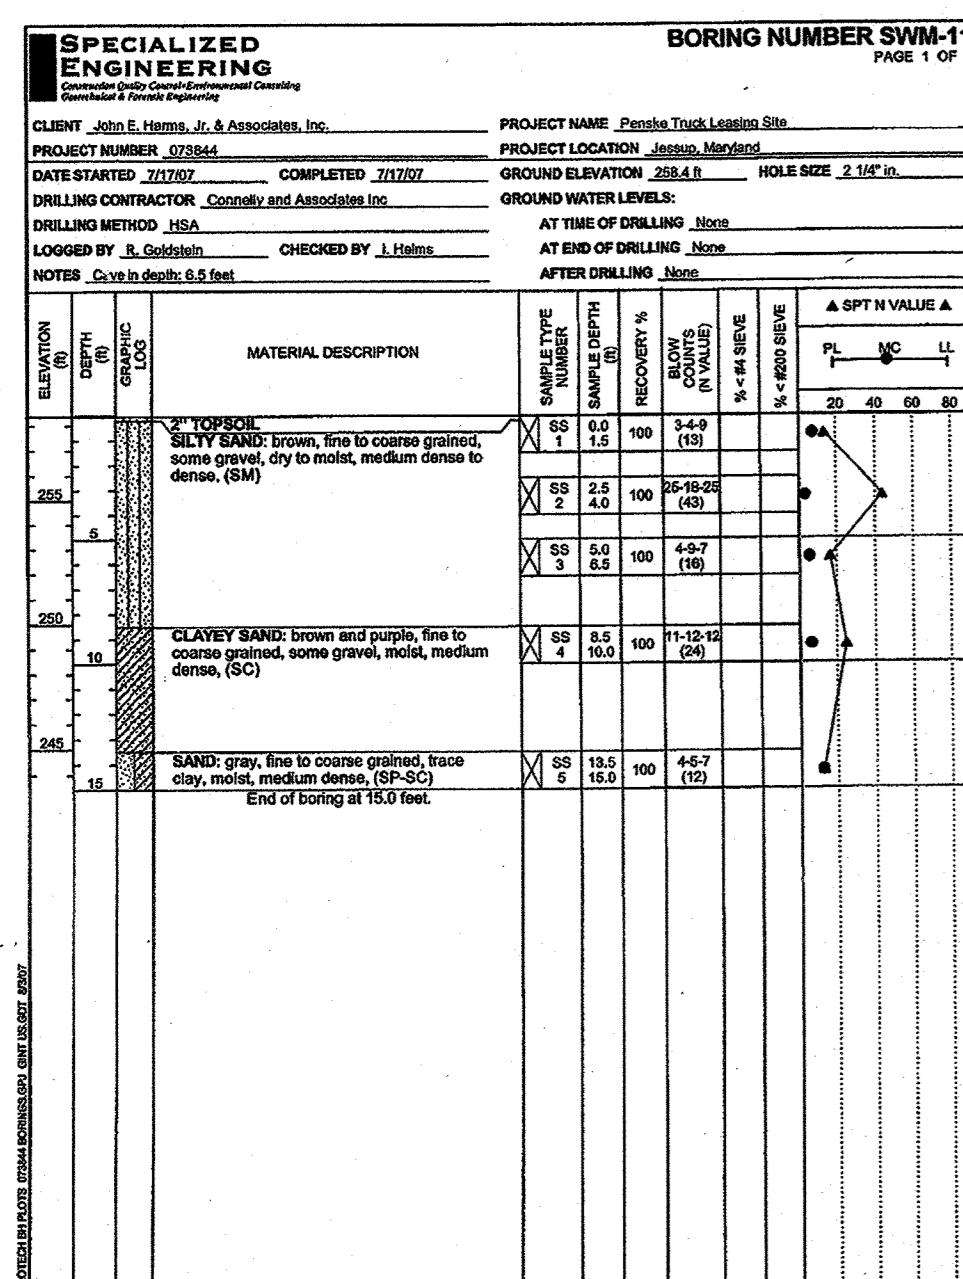 SPECIALIZED
ENGINEERING
Construction Quality Control•Environmental Consulting
Geotechnical & Forensic Engineering
BORING NUMBER SWM-1
PAGE 1 OF
CLIENT John E. Harms, Jr. & Associates, Inc. PROJECT NAME Penske Truck Leasing Site
PROJECT NUMBER 073844 PROJECT LOCATION Jessup, Maryland
DATE STARTED 7/17/07 COMPLETED 7/17/07 GROUND ELEVATION 258.4 ft HOLE SIZE 2 1/4" in.
DRILLING CONTRACTOR Connelly and Associates Inc GROUND WATER LEVELS:
DRILLING METHOD HSA AT TIME OF DRILLING None
LOGGED BY R. Goldstein CHECKED BY I. Helms AT END OF DRILLING None
NOTES Cave in depth: 6.5 feet AFTER DRILLING None
ELEVATION (ft)
DEPTH (ft)
GRAPHIC LOG
MATERIAL DESCRIPTION
SAMPLE TYPE NUMBER
SAMPLE DEPTH (ft)
RECOVERY %
BLOW COUNTS (N VALUE)
% < #4 SIEVE
% < #200 SIEVE
▲ SPT N VALUE ▲
PL MC LL
20 40 60 80
2" TOPSOIL
SILTY SAND: brown, fine to coarse grained,
some gravel, dry to moist, medium dense to
dense, (SM)
SS 1 0.0 1.5 100 3-4-9 (13)
255
SS 2 2.5 4.0 100 25-18-25 (43)
5
SS 3 5.0 6.5 100 4-9-7 (16)
250
CLAYEY SAND: brown and purple, fine to
coarse grained, some gravel, moist, medium
dense, (SC)
SS 4 8.5 10.0 100 11-12-12 (24)
10
245
SAND: gray, fine to coarse grained, trace
clay, moist, medium dense, (SP-SC)
SS 5 13.5 15.0 100 4-5-7 (12)
15
End of boring at 15.0 feet.
OTECH BH PLOTS 073844 BORINGS.GPJ GINT US.GDT 8/3/07